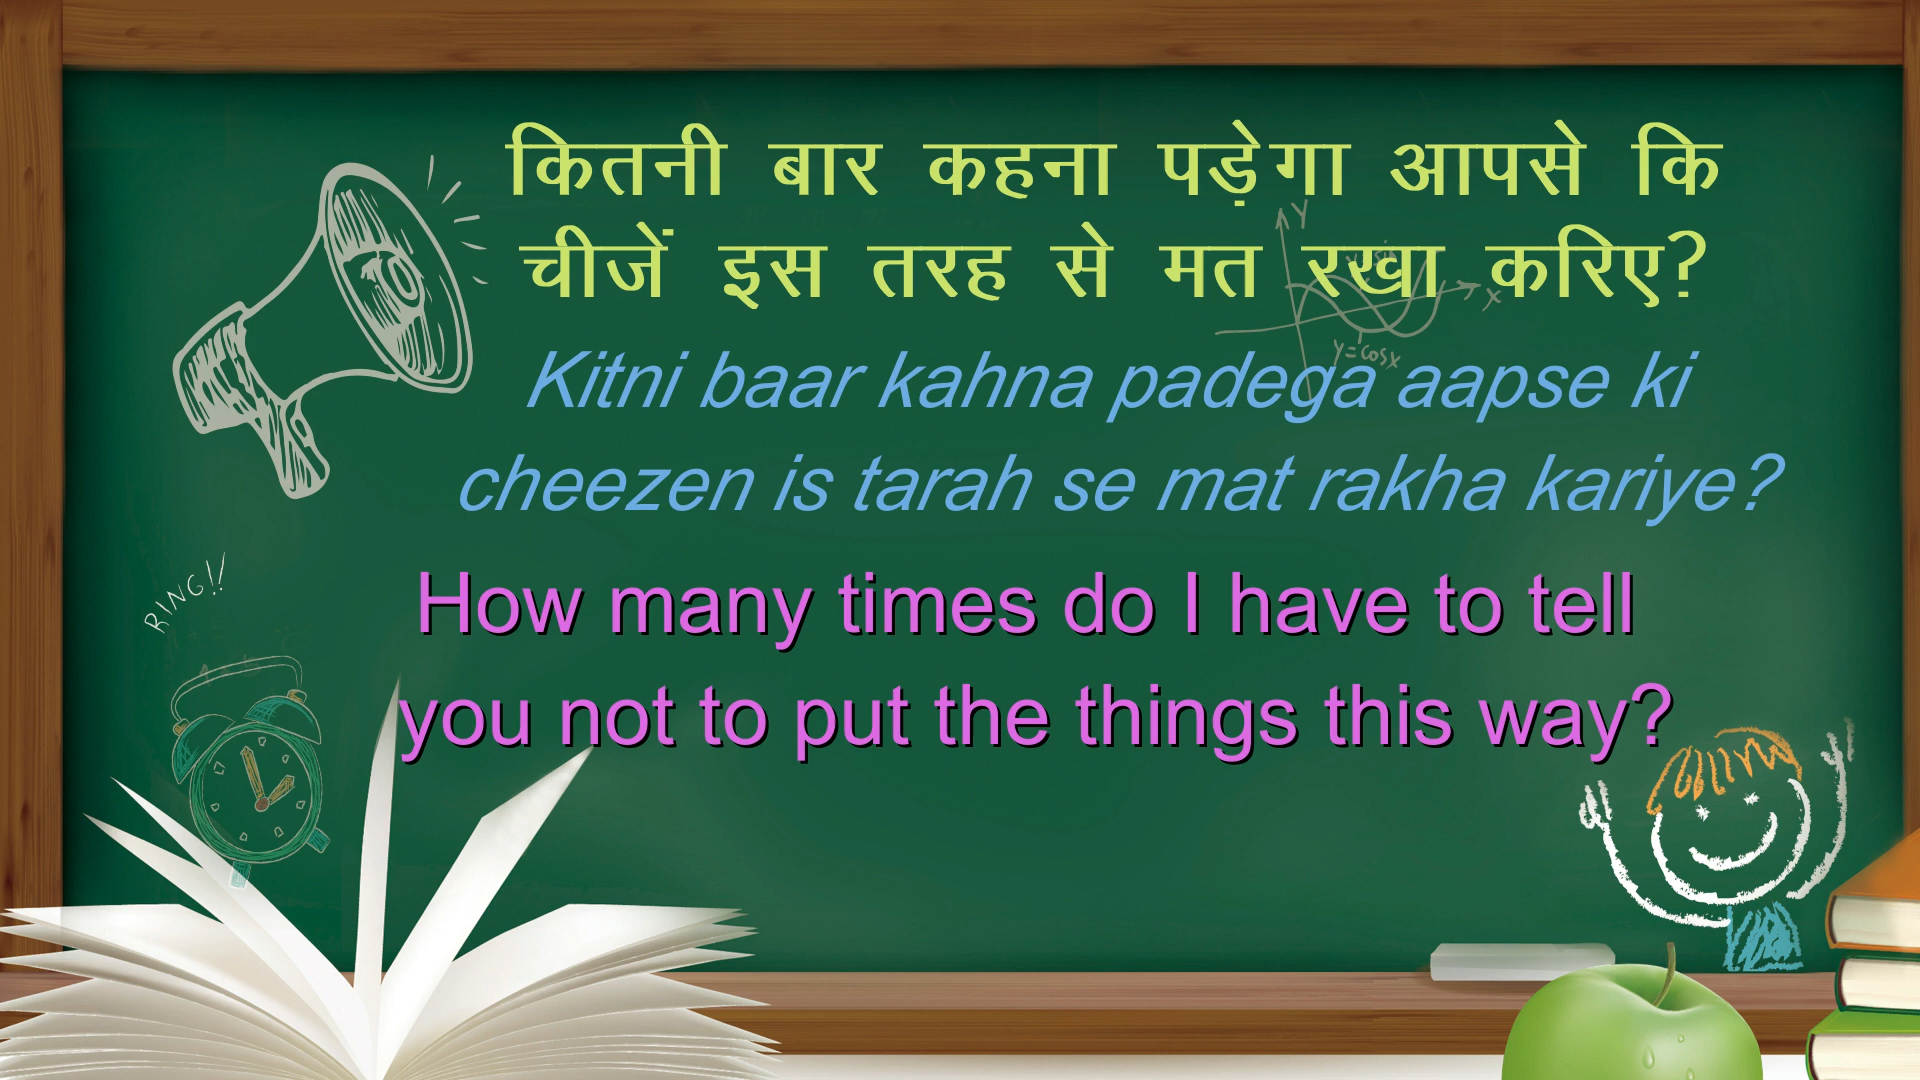 कितनी बार कहना पड़ेगा आपसे कि
चीजें इस तरह से मत रखा करिए?
Kitni baar kahna padega aapse ki
cheezen is tarah se mat rakha kariye?
How many times do I have to tell
you not to put the things this way?
RING!!
Y
X
y=cosx